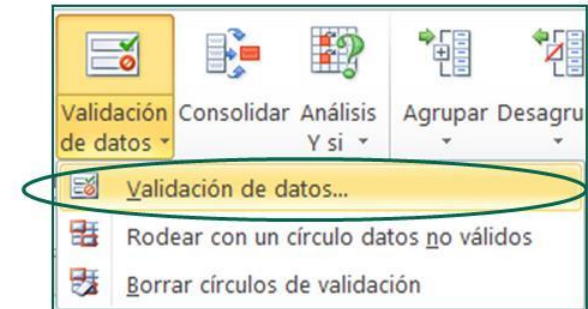 Validación Consolidar Análisis Agrupar Desagru
de datos Y si
Validación de datos...
Rodear con un círculo datos no válidos
Borrar círculos de validación